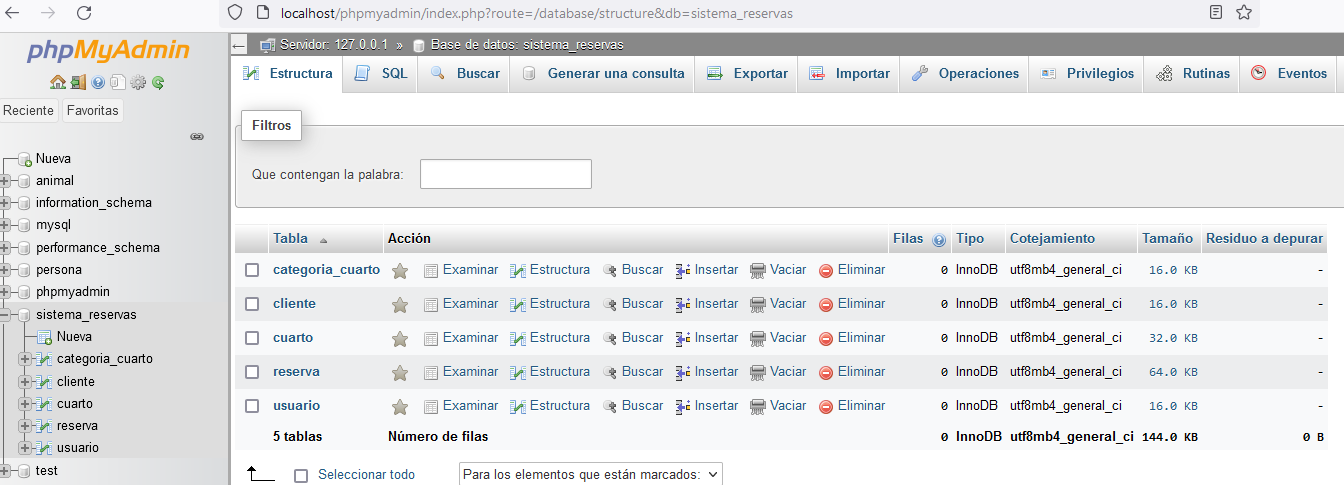 localhost/phpmyadmin/index.php?route=/database/structure&db=sistema_reservas
phpMyAdmin
Reciente Favoritas
Nueva
animal
information_schema
mysql
performance_schema
persona
phpmyadmin
sistema_reservas
Nueva
categoria_cuarto
cliente
cuarto
reserva
usuario
test
Servidor: 127.0.0.1 » Base de datos: sistema_reservas
Estructura SQL Buscar Generar una consulta Exportar Importar Operaciones Privilegios Rutinas Eventos
Filtros
Que contengan la palabra:
Tabla Acción Filas Tipo Cotejamiento Tamaño Residuo a depurar
categoria_cuarto Examinar Estructura Buscar Insertar Vaciar Eliminar 0 InnoDB utf8mb4_general_ci 16.0 KB -
cliente Examinar Estructura Buscar Insertar Vaciar Eliminar 0 InnoDB utf8mb4_general_ci 16.0 KB -
cuarto Examinar Estructura Buscar Insertar Vaciar Eliminar 0 InnoDB utf8mb4_general_ci 32.0 KB -
reserva Examinar Estructura Buscar Insertar Vaciar Eliminar 0 InnoDB utf8mb4_general_ci 64.0 KB -
usuario Examinar Estructura Buscar Insertar Vaciar Eliminar 0 InnoDB utf8mb4_general_ci 16.0 KB -
5 tablas Número de filas 0 InnoDB utf8mb4_general_ci 144.0 KB 0 B
Seleccionar todo Para los elementos que están marcados: